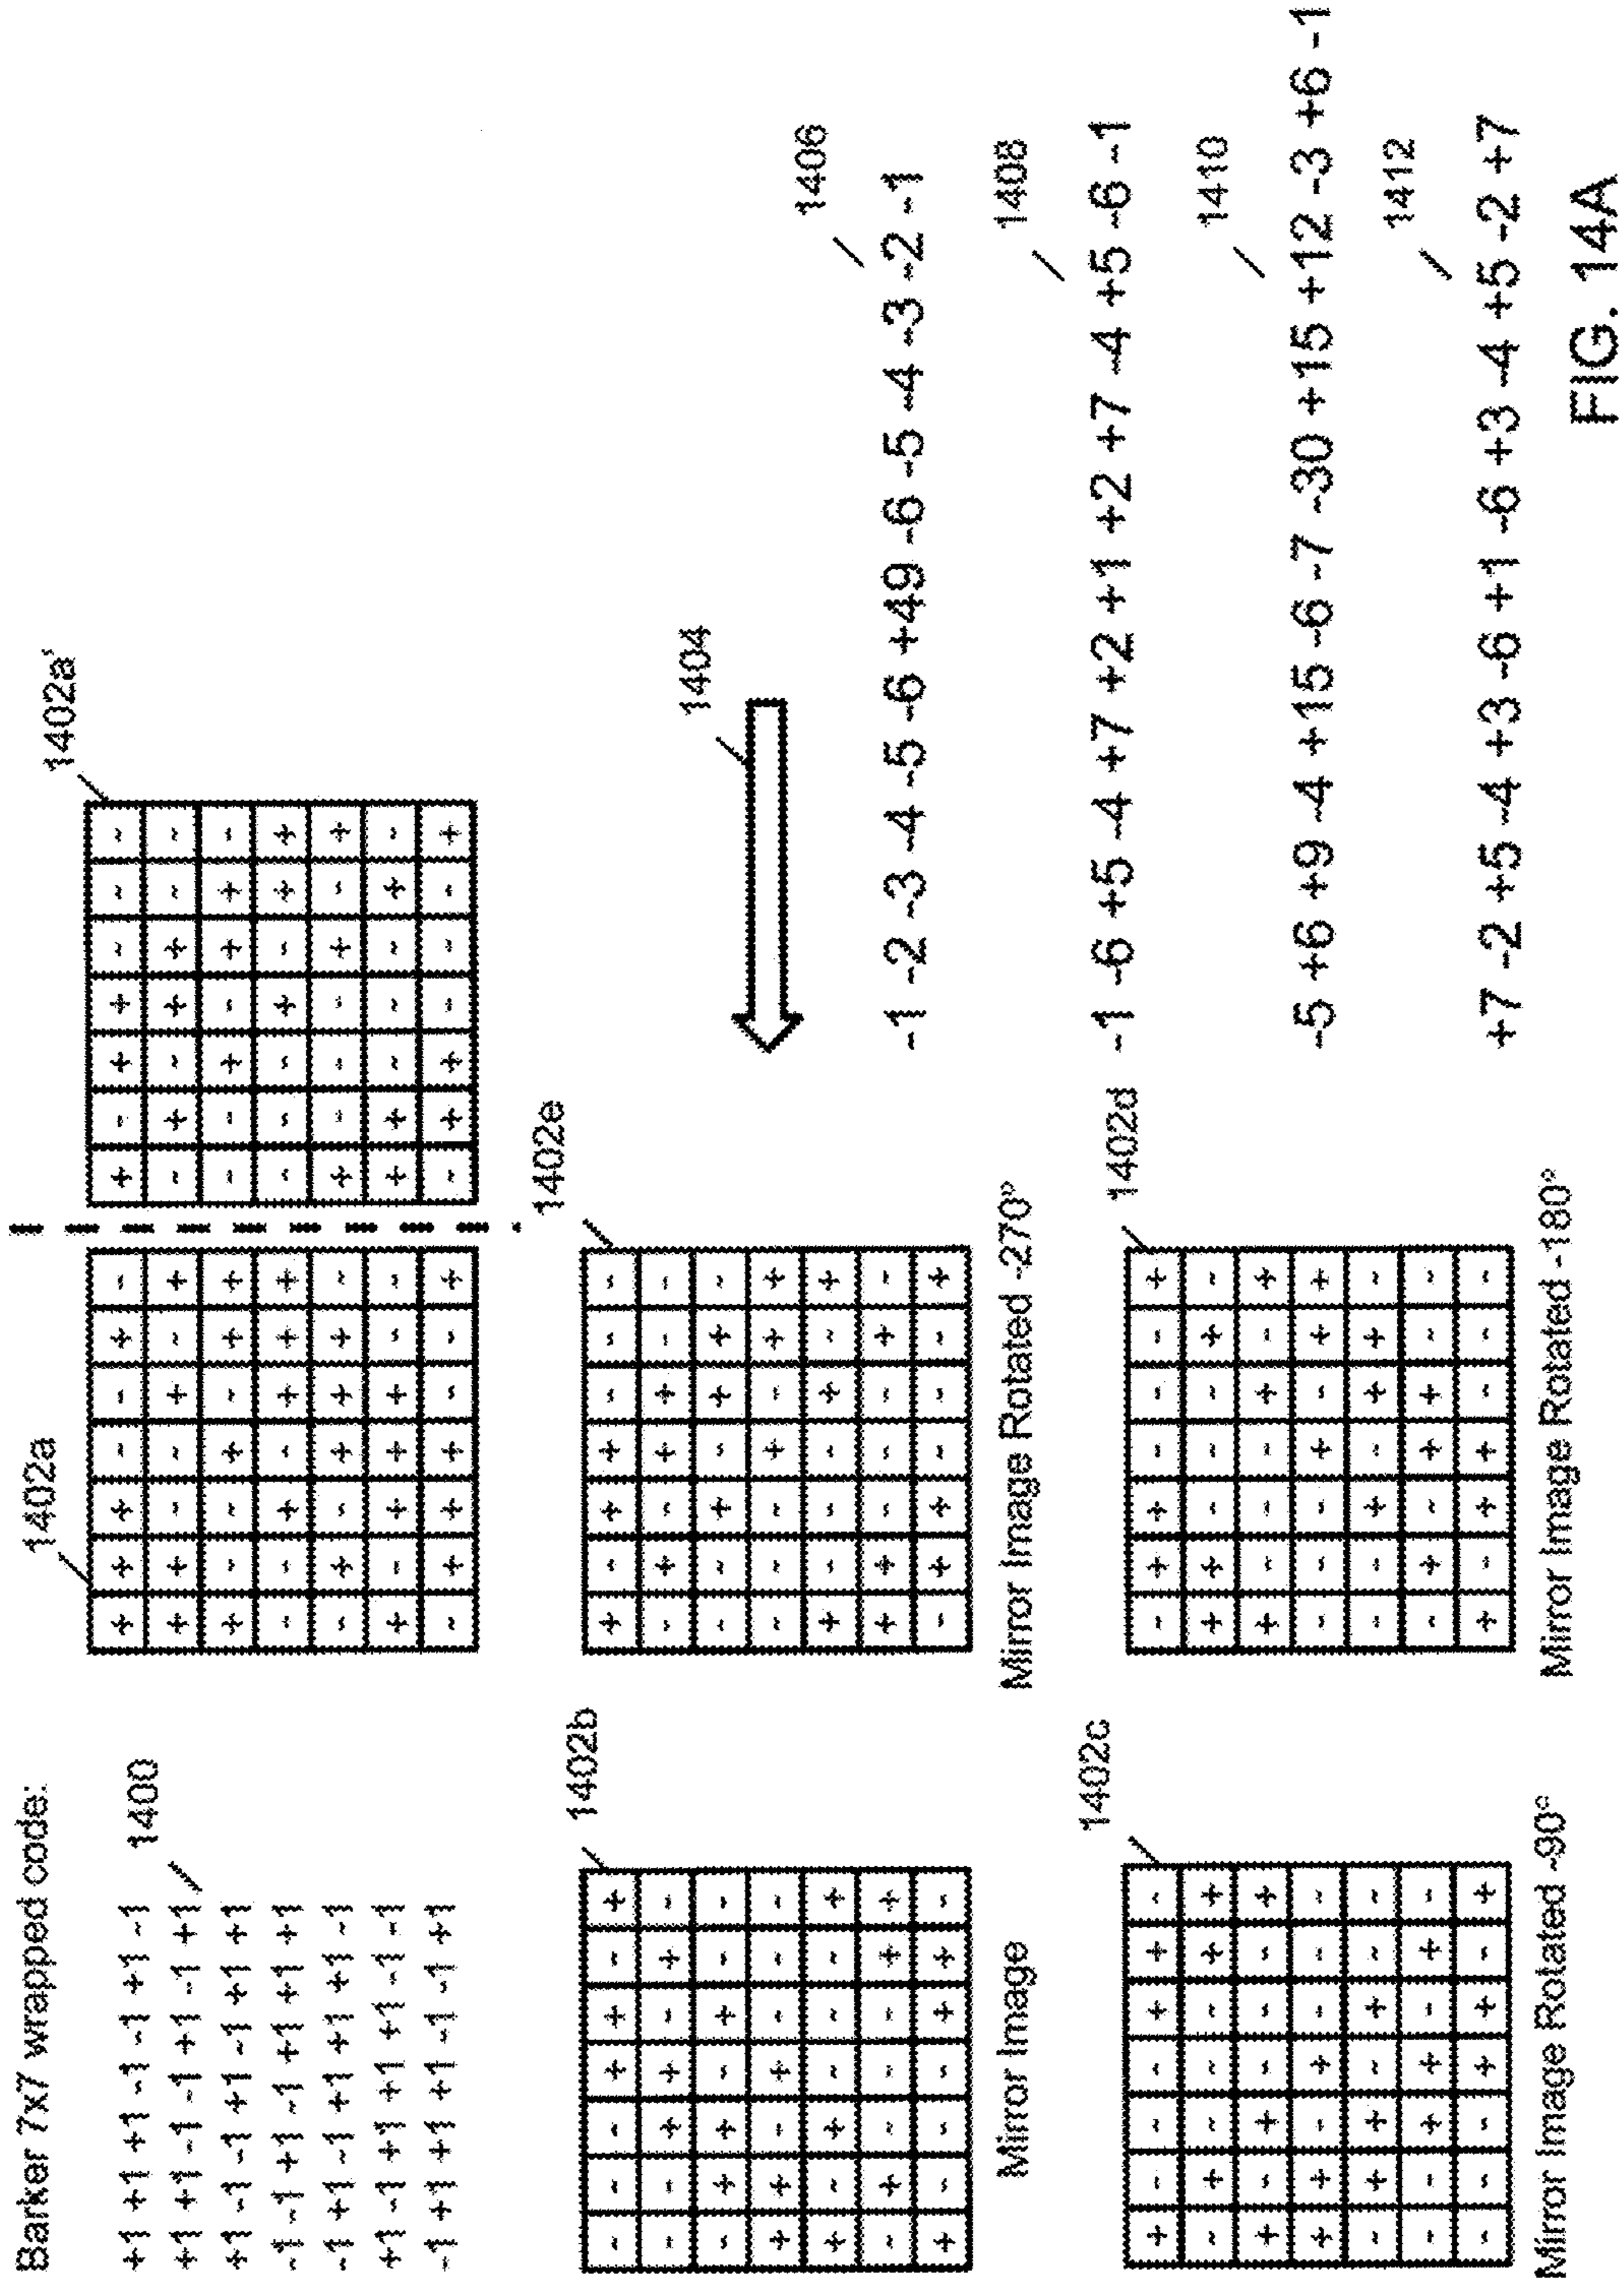 Barker 7x7 wrapped code:
1400
+1 +1 +1 -1 -1 +1 -1
+1 +1 -1 -1 +1 -1 +1
+1 -1 -1 +1 -1 +1 +1
-1 -1 +1 -1 +1 +1 +1
-1 +1 -1 +1 +1 +1 -1
+1 -1 +1 +1 +1 -1 -1
-1 +1 +1 +1 -1 -1 +1
1402a
+ + + - - + -
+ + - - + - +
+ - - + - + +
- - + - + + +
- + - + + + -
+ - + + + - -
- + + + - - +
1402a'
+ - + + - - -
- + - + + - -
- - + - + + -
- - - + - + +
+ - - - + - +
+ + - - - + -
- + + - - - +
1402b
- - - + + - +
- - + + - + -
- + + - + - -
+ + - + - - -
+ - + - - - +
- + - - - + +
+ - - - + + -
Mirror Image
1402e
+ - + + - - -
- + - + + - -
- - + - + + -
- - - + - + +
+ - - - + - +
+ + - - - + -
- + + - - - +
Mirror Image Rotated -270°
1402c
+ - - - + + -
- + - - - + +
+ - + - - - +
+ + - + - - -
- + + - + - -
- - + + - + -
- - - + + - +
Mirror Image Rotated -90°
1402d
- + + - - - +
+ + - - - + -
+ - - - + - +
- - - + - + +
- - + - + + -
- + - + + - -
+ - + + - - -
Mirror Image Rotated -180°
1404
1406
-1 -2 -3 -4 -5 -6 +49 -6 -5 -4 -3 -2 -1
1408
-1 -6 +5 -4 +7 +2 +1 +2 +7 -4 +5 -6 -1
1410
-5 +6 +9 -4 +15 -6 -7 -30 +15 +12 -3 +6 -1
1412
+7 -2 +5 -4 +3 -6 +1 -6 +3 -4 +5 -2 +7
FIG. 14A